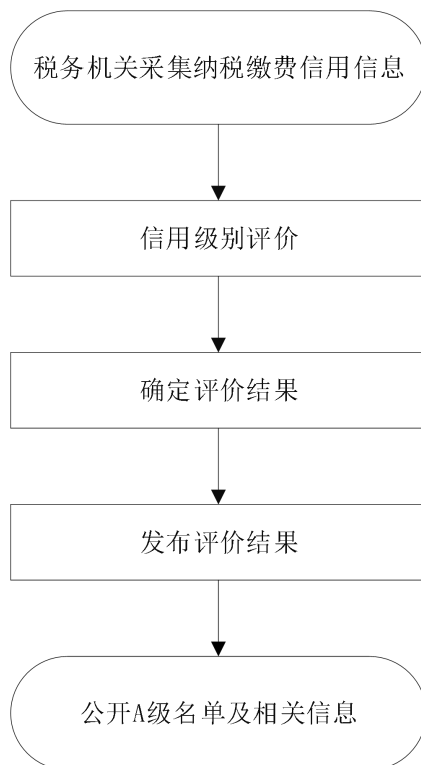 税务机关采集纳税缴费信用信息
信用级别评价
确定评价结果
发布评价结果
公开A级名单及相关信息